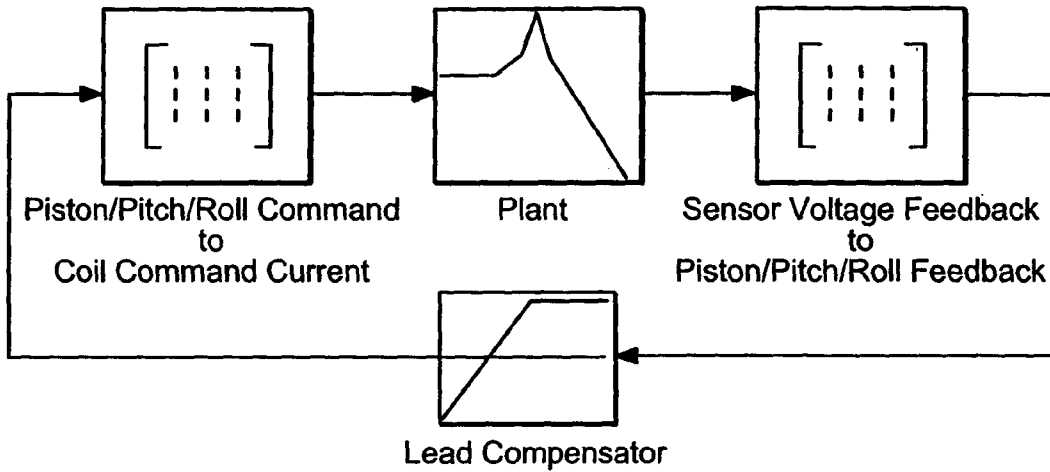 Piston/Pitch/Roll Command
to
Coil Command Current
Plant
Sensor Voltage Feedback
to
Piston/Pitch/Roll Feedback
Lead Compensator